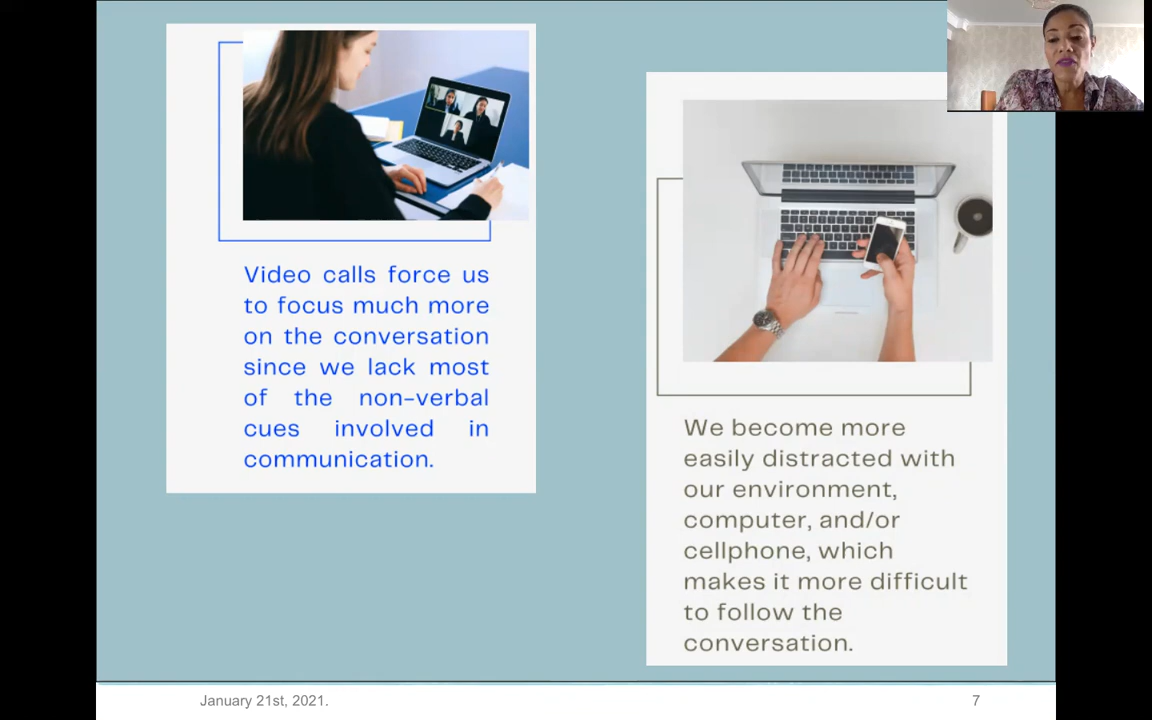 Video calls force us
to focus much more
on the conversation
since we lack most
of the non-verbal
cues involved in
communication.
We become more
easily distracted with
our environment,
computer, and/or
cellphone, which
makes it more difficult
to follow the
conversation.
January 21st, 2021.
7